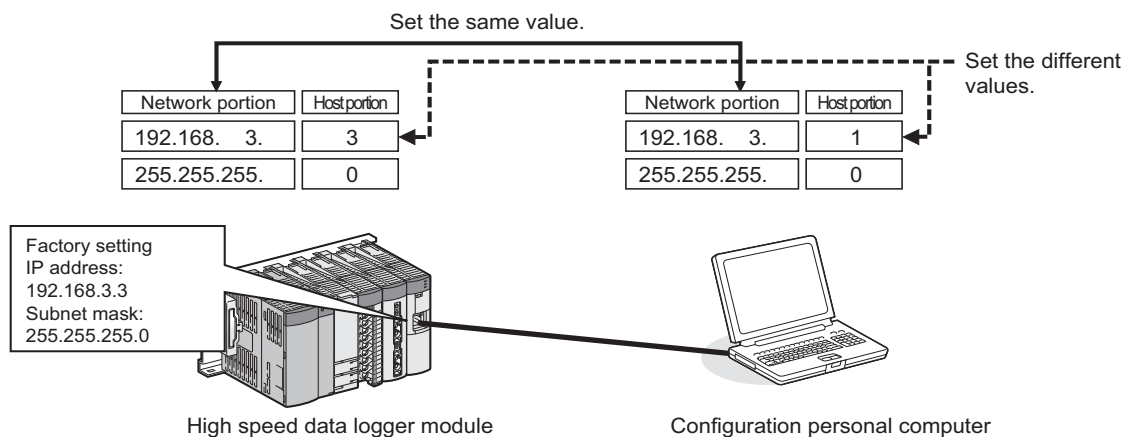 Set the same value.
Set the different
values.
Network portion Host portion
192.168. 3. 3
255.255.255. 0
Network portion Host portion
192.168. 3. 1
255.255.255. 0
Factory setting
IP address:
192.168.3.3
Subnet mask:
255.255.255.0
High speed data logger module
Configuration personal computer